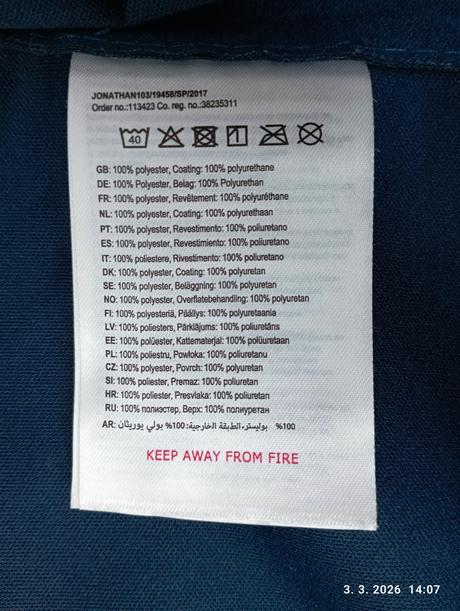 JONATHAN103/19458/SP/2017
Order no.:113423 Co. reg. no.:38235311
40
GB: 100% polyester, Coating: 100% polyurethane
DE: 100% Polyester, Belag: 100% Polyurethan
FR: 100% polyester, Revêtement: 100% polyuréthane
NL: 100% polyester, Coating: 100% polyurethaan
PT: 100% polyester, Revestimento: 100% poliuretano
ES: 100% polyester, Revestimiento: 100% poliuretano
IT: 100% poliestere, Rivestimento: 100% poliuretano
DK: 100% polyester, Coating: 100% polyuretan
SE: 100% polyester, Beläggning: 100% polyuretan
NO: 100% polyester, Overflatebehandling: 100% polyuretan
FI: 100% polyesteriä, Päällys: 100% polyuretaania
LV: 100% poliesters, Pārklājums: 100% poliuretāns
EE: 100% polüester, Kattematerjal: 100% polüuretaan
PL: 100% poliestru, Powłoka: 100% poliuretanu
CZ: 100% polyester, Povrch: 100% polyuretan
SI: 100% poliester, Premaz: 100% poliuretan
HR: 100% poliester, Presvlaka: 100% poliuretan
RU: 100% полиэстер, Верх: 100% полиуретан
AR: 100% بوليستر،الطبقة الخارجية: 100% بولي يوريثان
KEEP AWAY FROM FIRE
3. 3. 2026 14:07